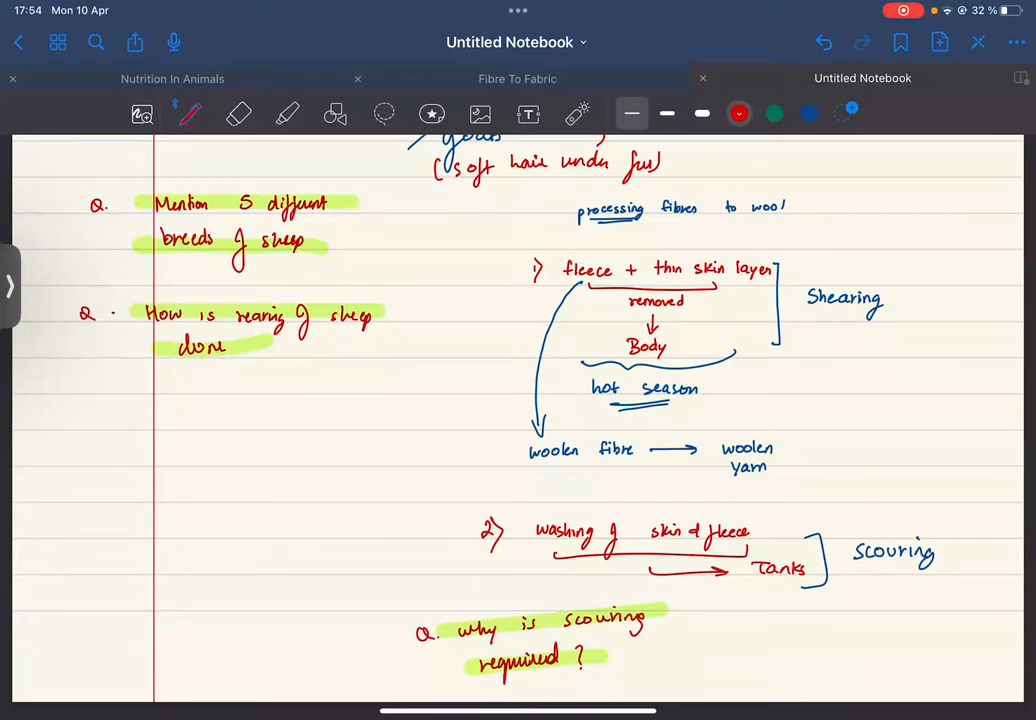 17:54 Mon 10 Apr
32 %
Untitled Notebook
Nutrition In Animals
Fibre To Fabric
Untitled Notebook
(soft hair under fur)
Q. Mention 5 different
breeds of sheep
Q. How is rearing of sheep
done
processing fibres to wool
1) fleece + thin skin layer
removed
Body
Shearing
hot season
woolen fibre → woolen
yarn
2) washing of skin & fleece
Tanks
scouring
Q. why is scouring
required ?